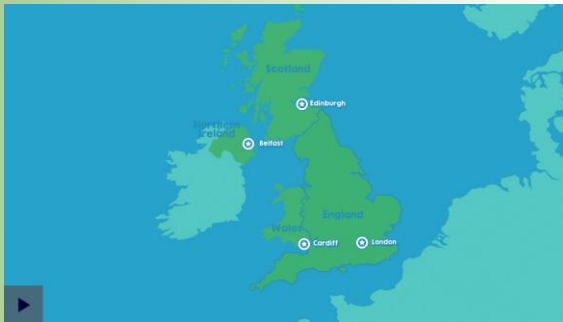 Scotland
Edinburgh
Northern
Ireland
Belfast
England
Wales
Cardiff
London